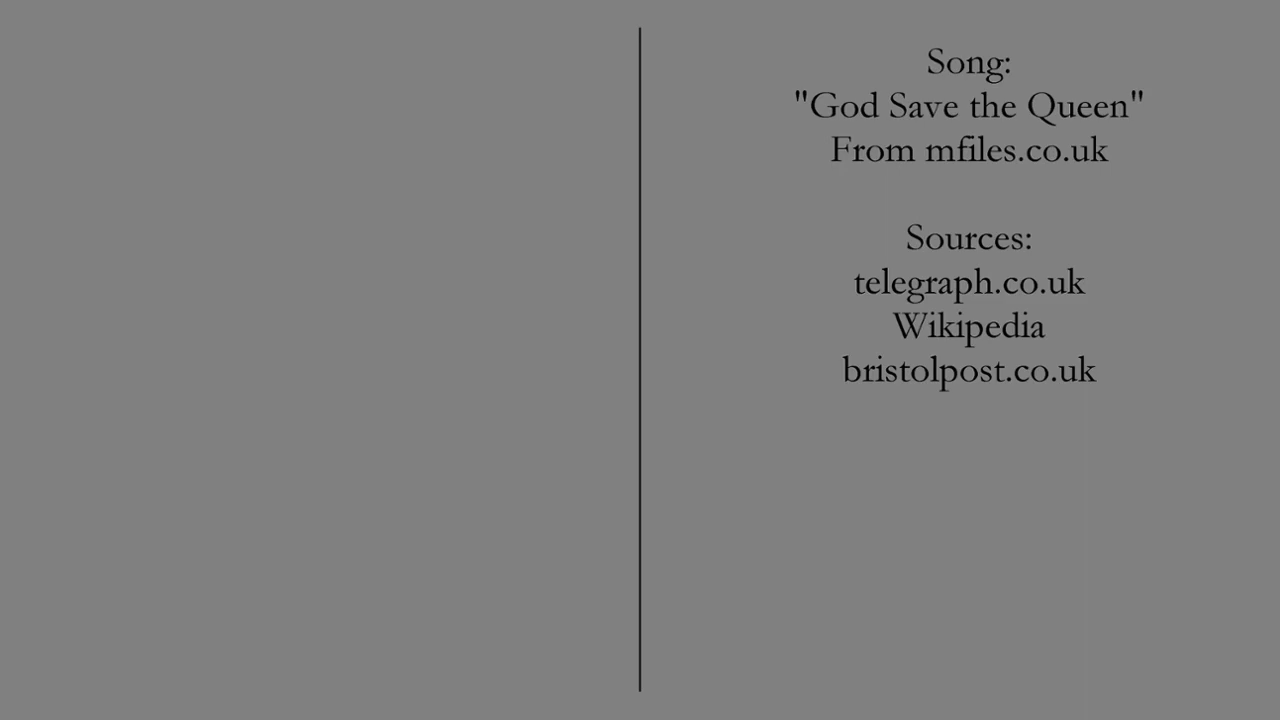 Song:
"God Save the Queen"
From mfiles.co.uk
Sources:
telegraph.co.uk
Wikipedia
bristolpost.co.uk